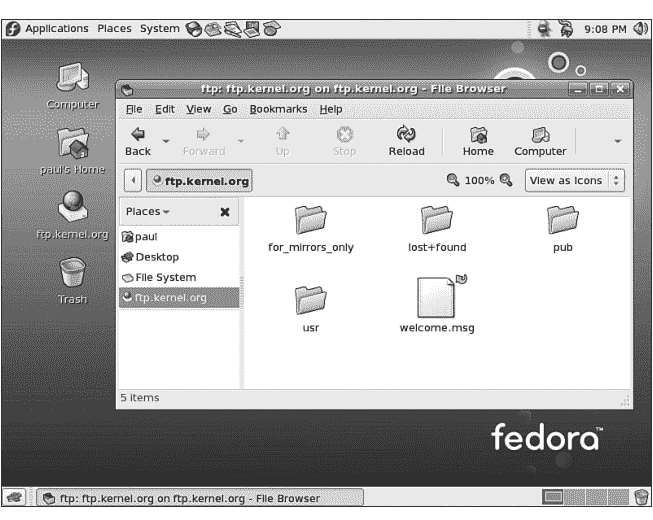 Applications Places System
9:08 PM
Computer
paul's Home
ftp.kernel.org
Trash
ftp: ftp.kernel.org on ftp.kernel.org - File Browser
File Edit View Go Bookmarks Help
Back Forward Up Stop Reload Home Computer
ftp.kernel.org
100%
View as Icons
Places
paul
Desktop
File System
ftp.kernel.org
for_mirrors_only
lost+found
pub
usr
welcome.msg
5 items
fedora™
ftp: ftp.kernel.org on ftp.kernel.org - File Browser